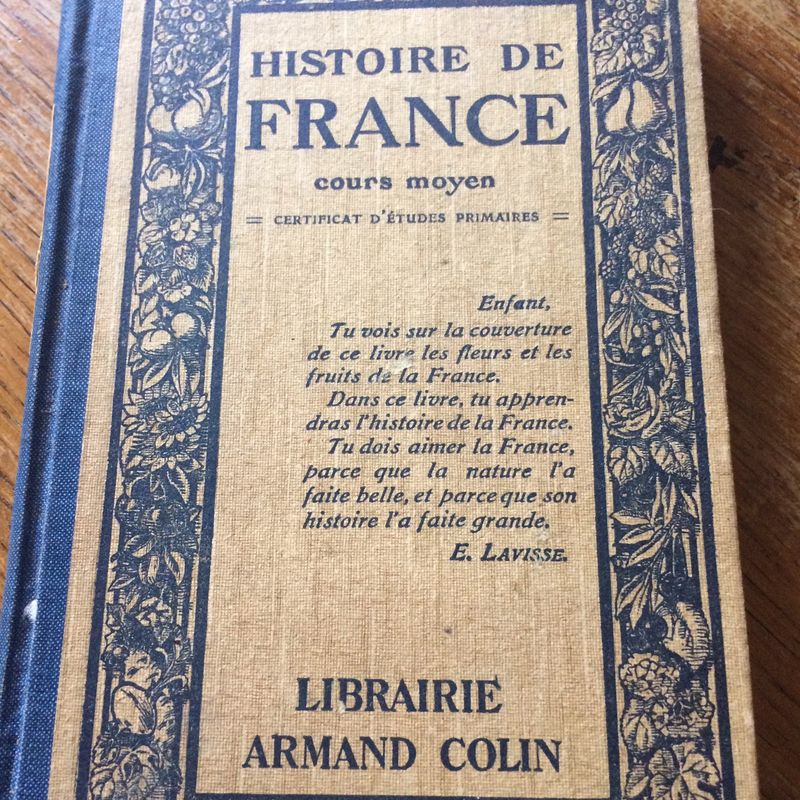 HISTOIRE DE
FRANCE
cours moyen
= CERTIFICAT D'ÉTUDES PRIMAIRES =
Enfant,
Tu vois sur la couverture
de ce livre les fleurs et les
fruits de la France.
Dans ce livre, tu appren-
dras l'histoire de la France.
Tu dois aimer la France,
parce que la nature l'a
faite belle, et parce que son
histoire l'a faite grande.
E. LAVISSE.
LIBRAIRIE
ARMAND COLIN